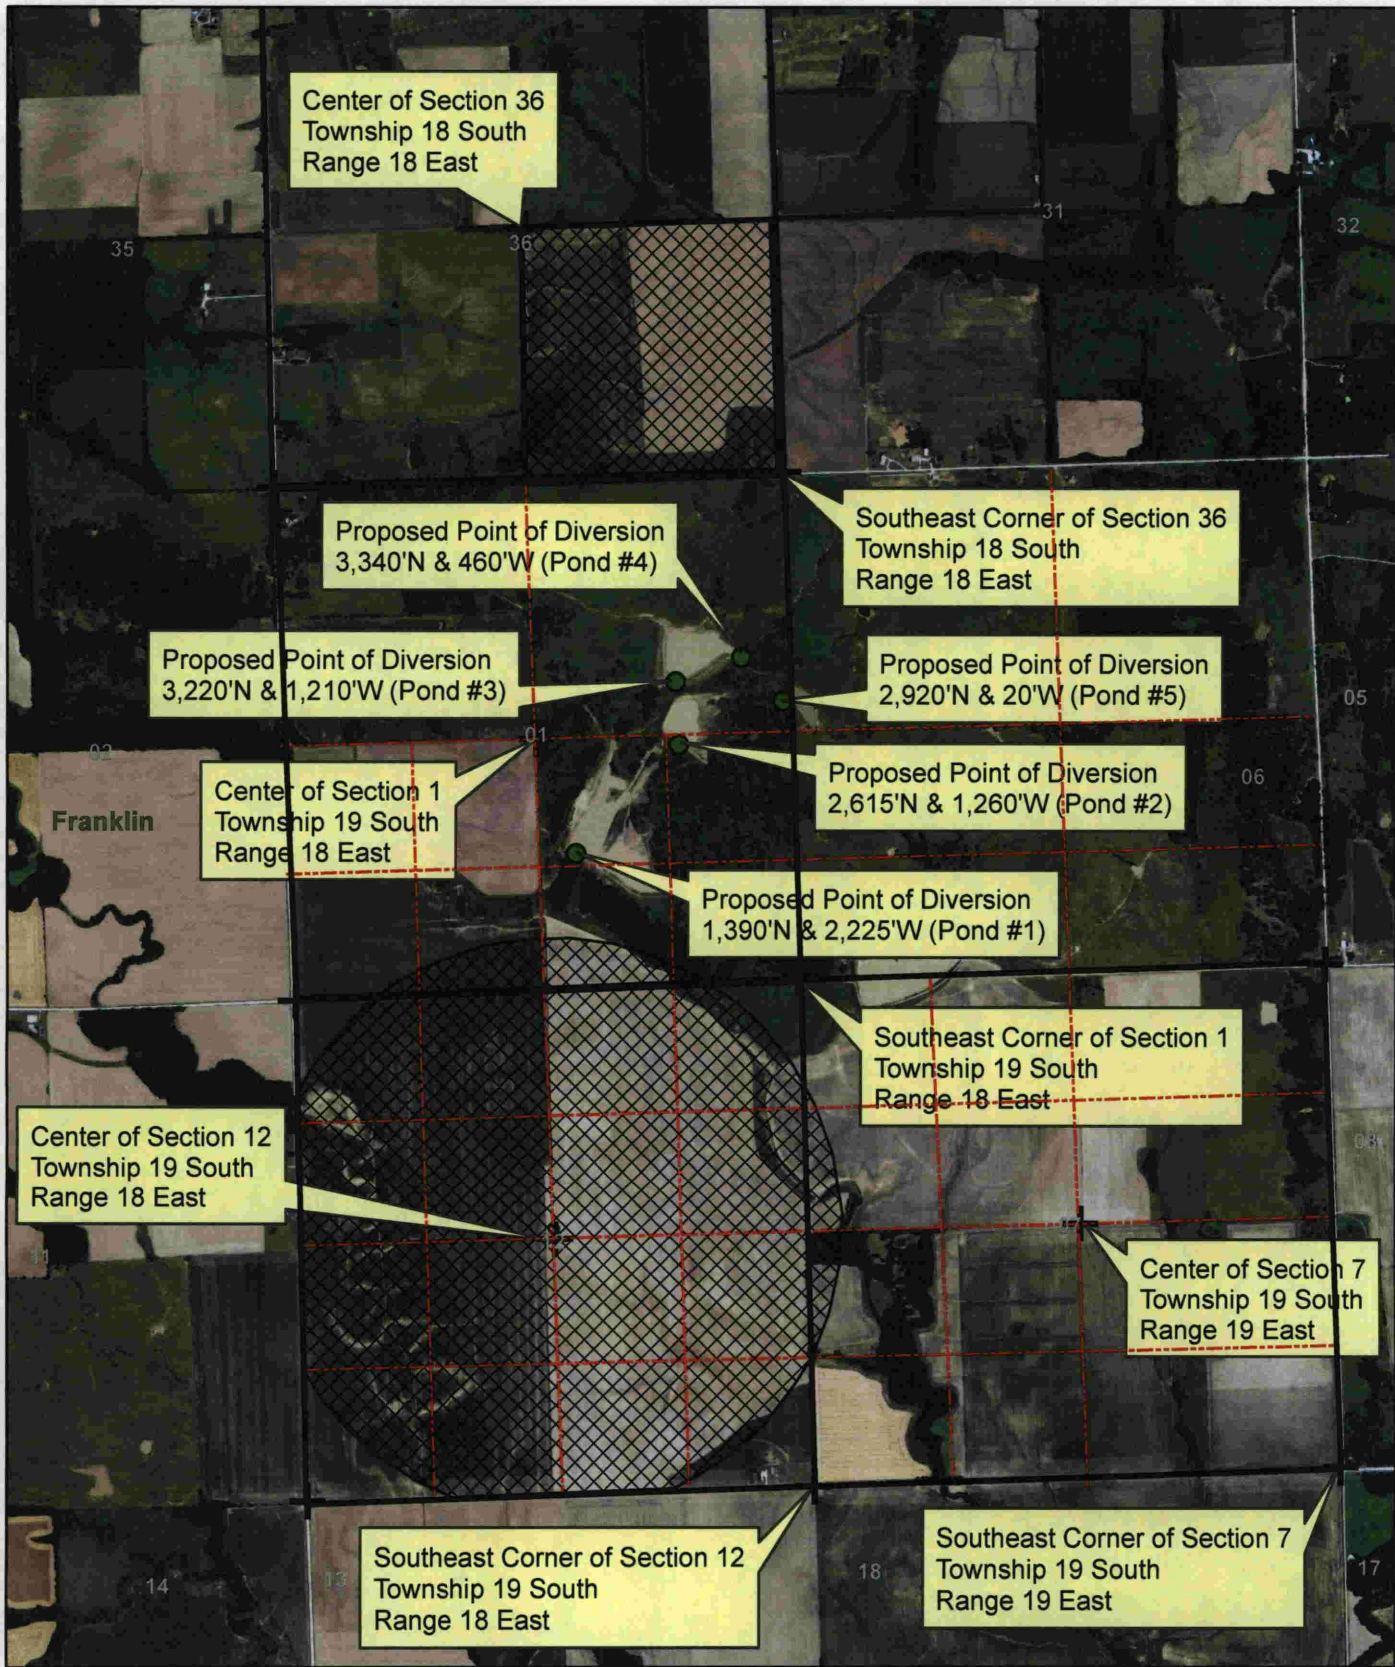 Center of Section 36
Township 18 South
Range 18 East
35
36
31
32
Proposed Point of Diversion
3,340'N & 460'W (Pond #4)
Southeast Corner of Section 36
Township 18 South
Range 18 East
Proposed Point of Diversion
3,220'N & 1,210'W (Pond #3)
Proposed Point of Diversion
2,920'N & 20'W (Pond #5)
05
01
02
06
Center of Section 1
Township 19 South
Range 18 East
Proposed Point of Diversion
2,615'N & 1,260'W (Pond #2)
Franklin
Proposed Point of Diversion
1,390'N & 2,225'W (Pond #1)
Southeast Corner of Section 1
Township 19 South
Range 18 East
Center of Section 12
Township 19 South
Range 18 East
08
11
Center of Section 7
Township 19 South
Range 19 East
Southeast Corner of Section 12
Township 19 South
Range 18 East
Southeast Corner of Section 7
Township 19 South
Range 19 East
14
13
18
17